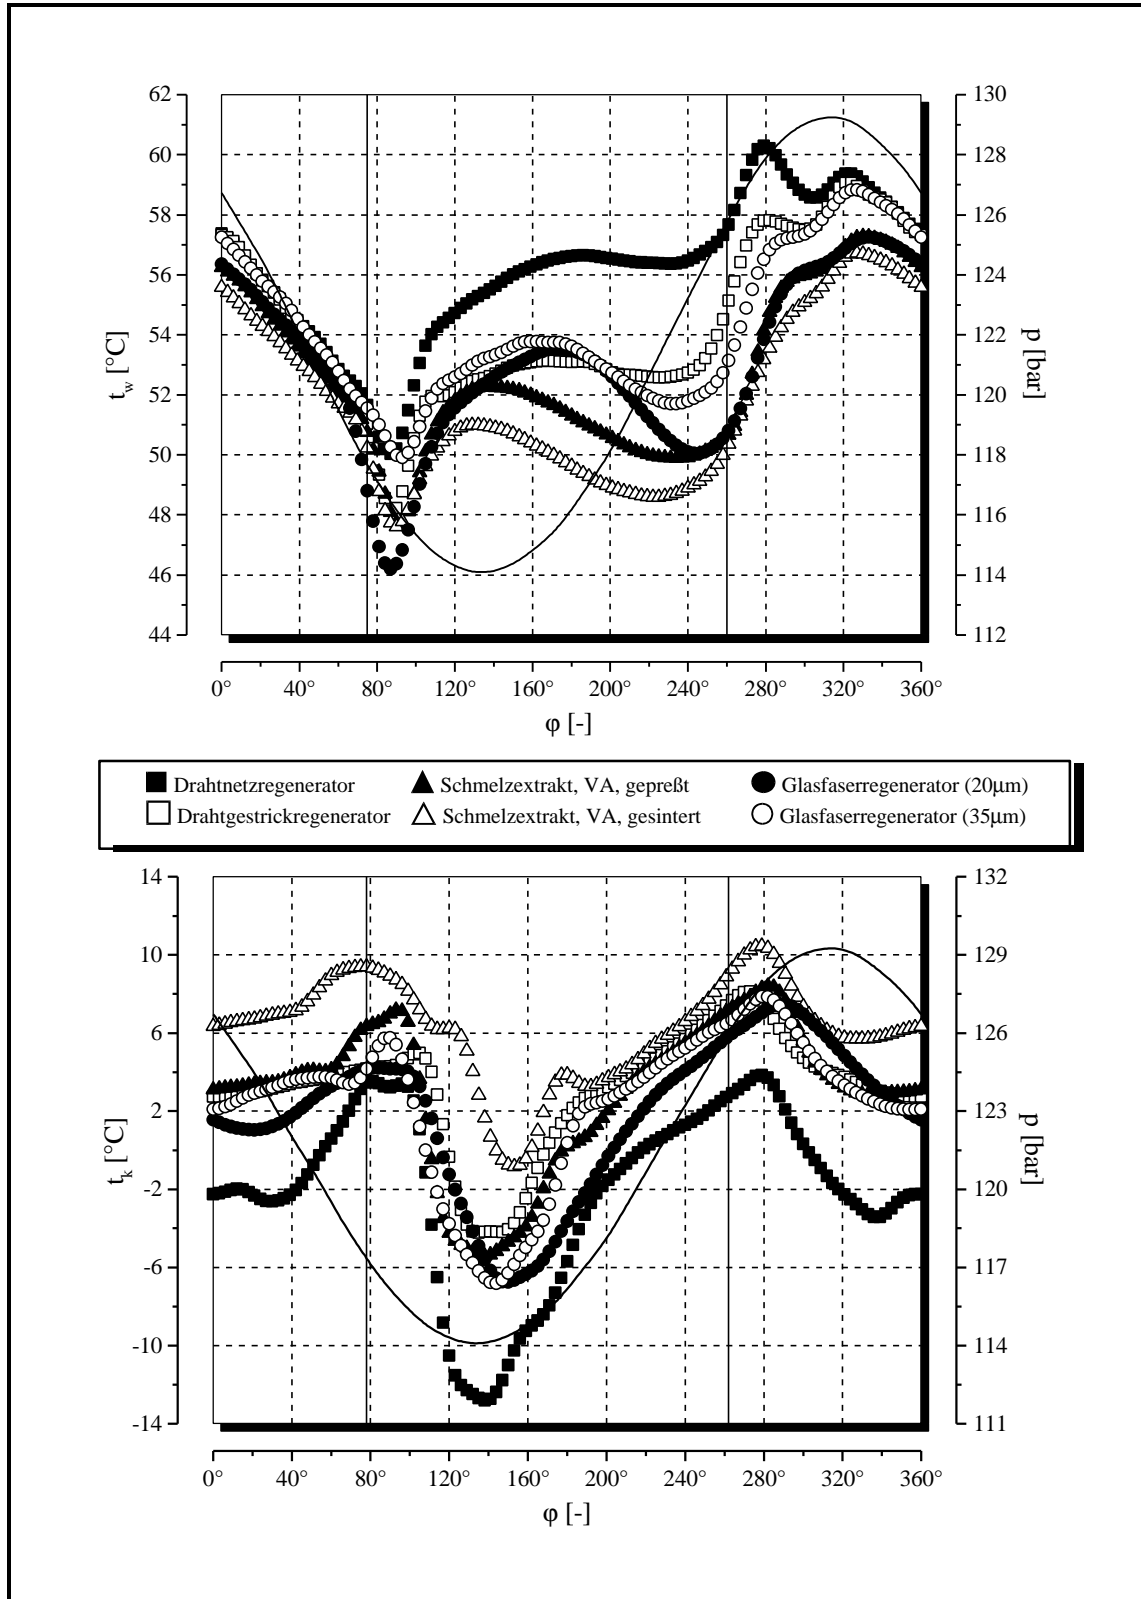 62 130
60 128
58 126
56 124
54 122
52 120
50 118
48 116
46 114
44 112
t_w [°C]
p [bar]
0° 40° 80° 120° 160° 200° 240° 280° 320° 360°
φ [-]
Drahtnetzregenerator Schmelzextrakt, VA, gepreßt Glasfaserregenerator (20μm)
Drahtgestrickregenerator Schmelzextrakt, VA, gesintert Glasfaserregenerator (35μm)
14 132
10 129
6 126
2 123
-2 120
-6 117
-10 114
-14 111
t_k [°C]
p [bar]
0° 40° 80° 120° 160° 200° 240° 280° 320° 360°
φ [-]